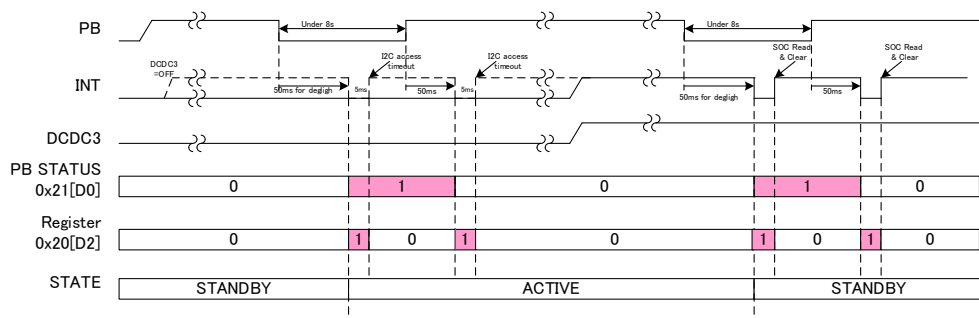 PB
Under 8s
Under 8s
INT
DCDC3
=OFF
50ms for degligh
5ms
I2C access
timeout
50ms
5ms
I2C access
timeout
50ms for degligh
SOC Read
& Clear
50ms
SOC Read
& Clear
DCDC3
PB STATUS
0x21[D0]
0
1
0
1
0
Register
0x20[D2]
0
1
0
1
0
1
0
1
0
STATE
STANDBY
ACTIVE
STANDBY